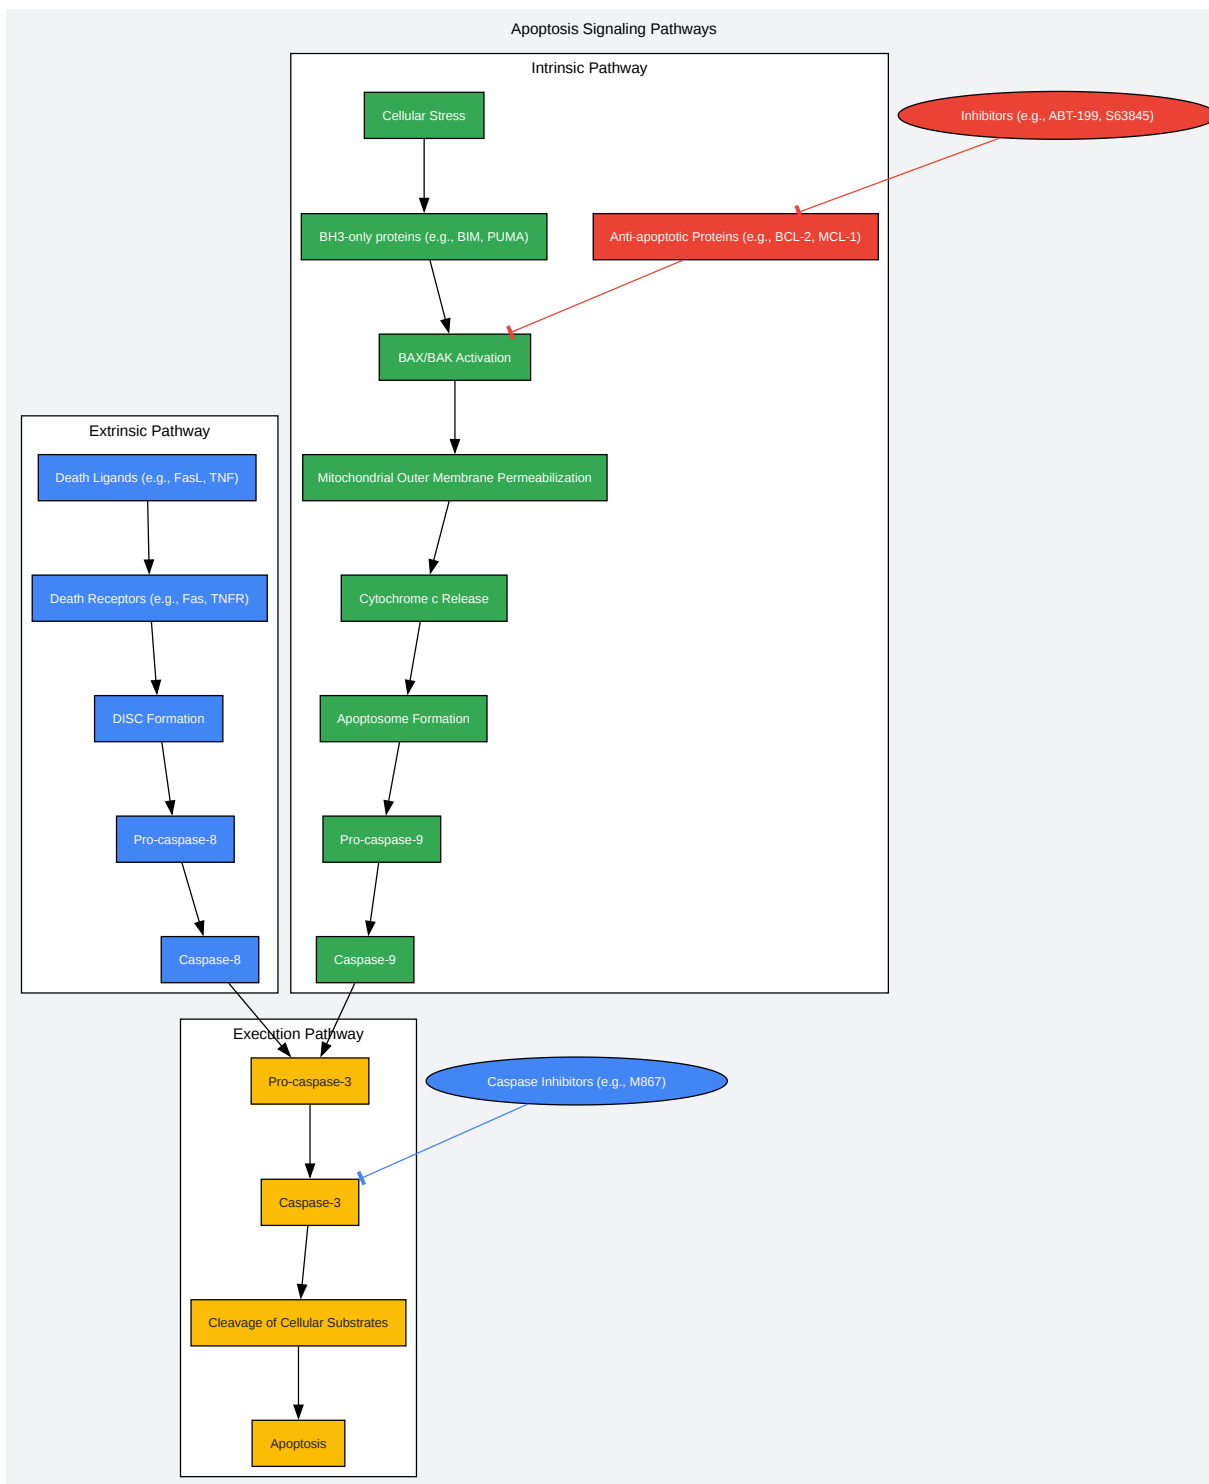 Apoptosis Signaling Pathways
Intrinsic Pathway
Cellular Stress
Inhibitors (e.g., ABT-199, S63845)
BH3-only proteins (e.g., BIM, PUMA)
Anti-apoptotic Proteins (e.g., BCL-2, MCL-1)
BAX/BAK Activation
Mitochondrial Outer Membrane Permeabilization
Cytochrome c Release
Apoptosome Formation
Pro-caspase-9
Caspase-9
Extrinsic Pathway
Death Ligands (e.g., FasL, TNF)
Death Receptors (e.g., Fas, TNFR)
DISC Formation
Pro-caspase-8
Caspase-8
Execution Pathway
Pro-caspase-3
Caspase Inhibitors (e.g., M867)
Caspase-3
Cleavage of Cellular Substrates
Apoptosis